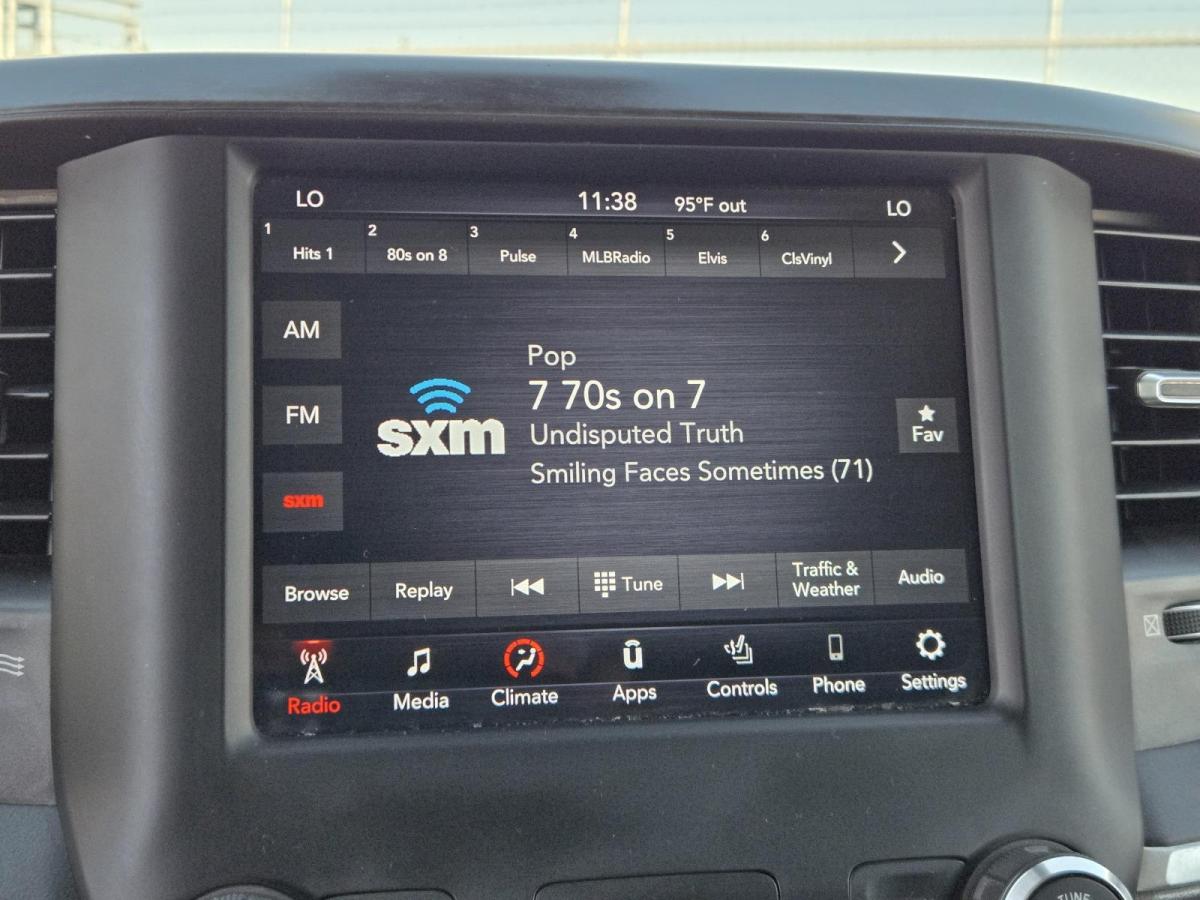 LO 11:38 95°F out LO
1 Hits 1 2 80s on 8 3 Pulse 4 MLBRadio 5 Elvis 6 ClsVinyl
AM
FM
sxm
sxm
Pop
7 70s on 7
Undisputed Truth
Smiling Faces Sometimes (71)
Fav
Browse Replay Tune Traffic & Weather Audio
Radio Media Climate Apps Controls Phone Settings
TUNE